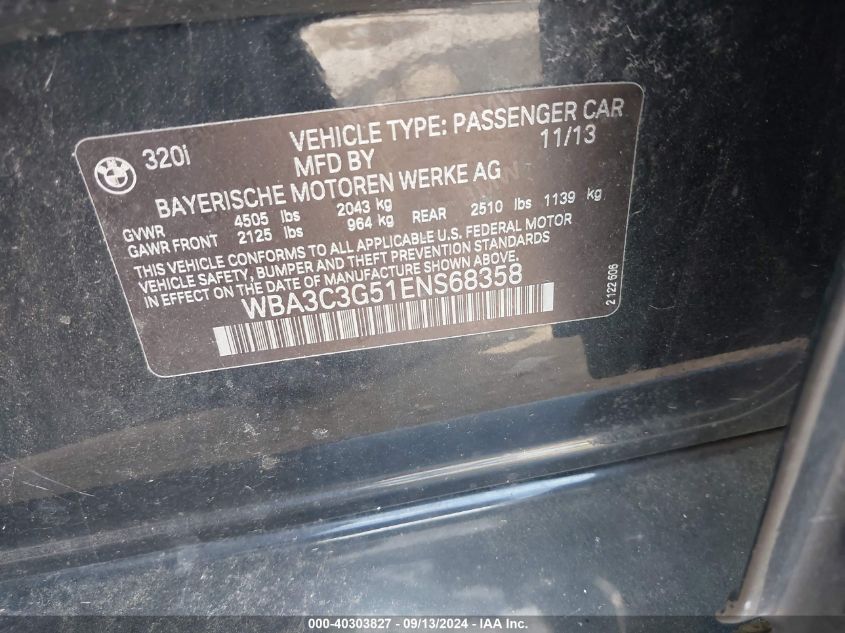 320i
VEHICLE TYPE: PASSENGER CAR
MFD BY 11/13
BAYERISCHE MOTOREN WERKE AG
GVWR 4505 lbs 2043 kg
GAWR FRONT 2125 lbs 964 kg REAR 2510 lbs 1139 kg
THIS VEHICLE CONFORMS TO ALL APPLICABLE U.S. FEDERAL MOTOR
VEHICLE SAFETY, BUMPER AND THEFT PREVENTION STANDARDS
IN EFFECT ON THE DATE OF MANUFACTURE SHOWN ABOVE.
WBA3C3G51ENS68358
2 122 606
000-40303827 - 09/13/2024 - IAA Inc.